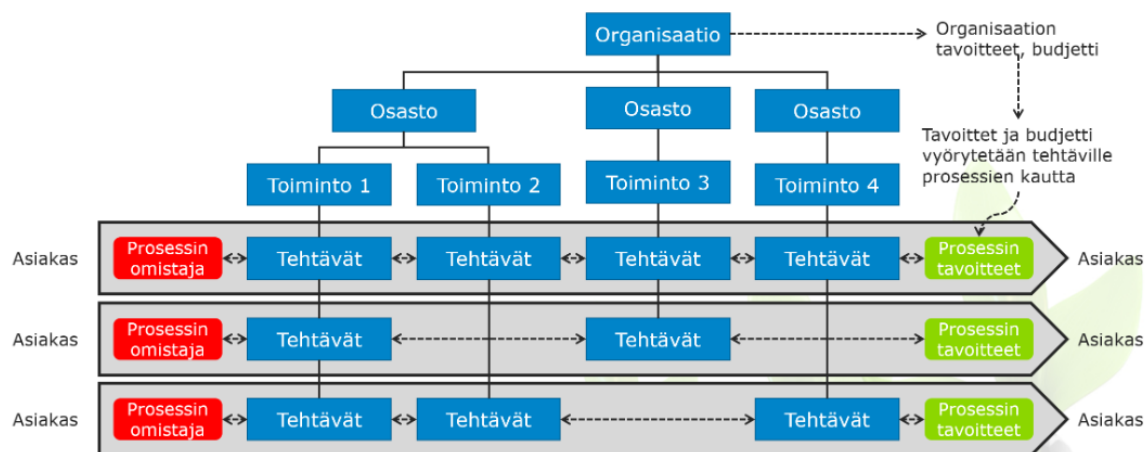 Organisaatio
Organisaation
tavoitteet, budjetti
Osasto
Osasto
Osasto
Tavoittet ja budjetti
vyörytetään tehtäville
prosessien kautta
Toiminto 1
Toiminto 2
Toiminto 3
Toiminto 4
Asiakas
Prosessin
omistaja
Tehtävät
Tehtävät
Tehtävät
Tehtävät
Prosessin
tavoitteet
Asiakas
Asiakas
Prosessin
omistaja
Tehtävät
Tehtävät
Prosessin
tavoitteet
Asiakas
Asiakas
Prosessin
omistaja
Tehtävät
Tehtävät
Tehtävät
Prosessin
tavoitteet
Asiakas